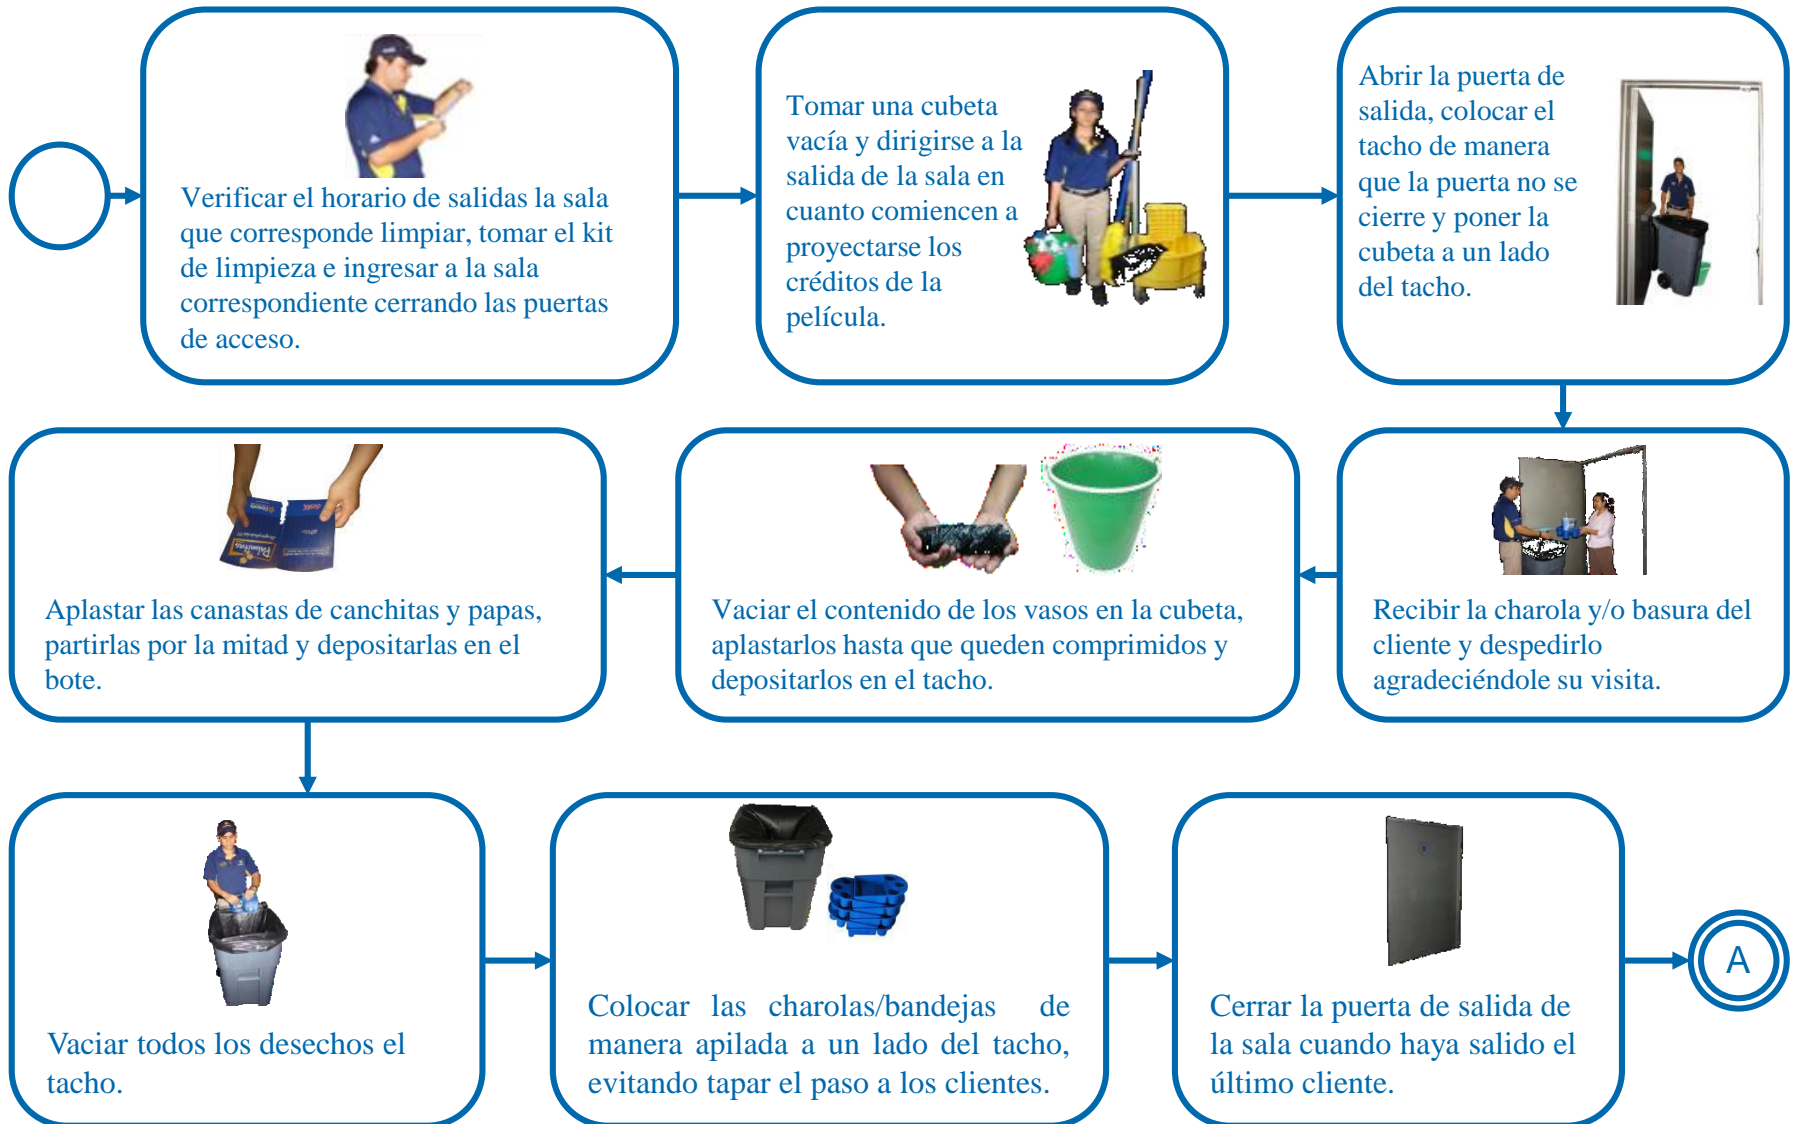 Verificar el horario de salidas la sala
que corresponde limpiar, tomar el kit
de limpieza e ingresar a la sala
correspondiente cerrando las puertas
de acceso.
Tomar una cubeta
vacía y dirigirse a la
salida de la sala en
cuanto comiencen a
proyectarse los
créditos de la
película.
Abrir la puerta de
salida, colocar el
tacho de manera
que la puerta no se
cierre y poner la
cubeta a un lado
del tacho.
Recibir la charola y/o basura del
cliente y despedirlo
agradeciéndole su visita.
Vaciar el contenido de los vasos en la cubeta,
aplastarlos hasta que queden comprimidos y
depositarlos en el tacho.
Aplastar las canastas de canchitas y papas,
partirlas por la mitad y depositarlas en el
bote.
Vaciar todos los desechos el
tacho.
Colocar las charolas/bandejas de
manera apilada a un lado del tacho,
evitando tapar el paso a los clientes.
Cerrar la puerta de salida de
la sala cuando haya salido el
último cliente.
A